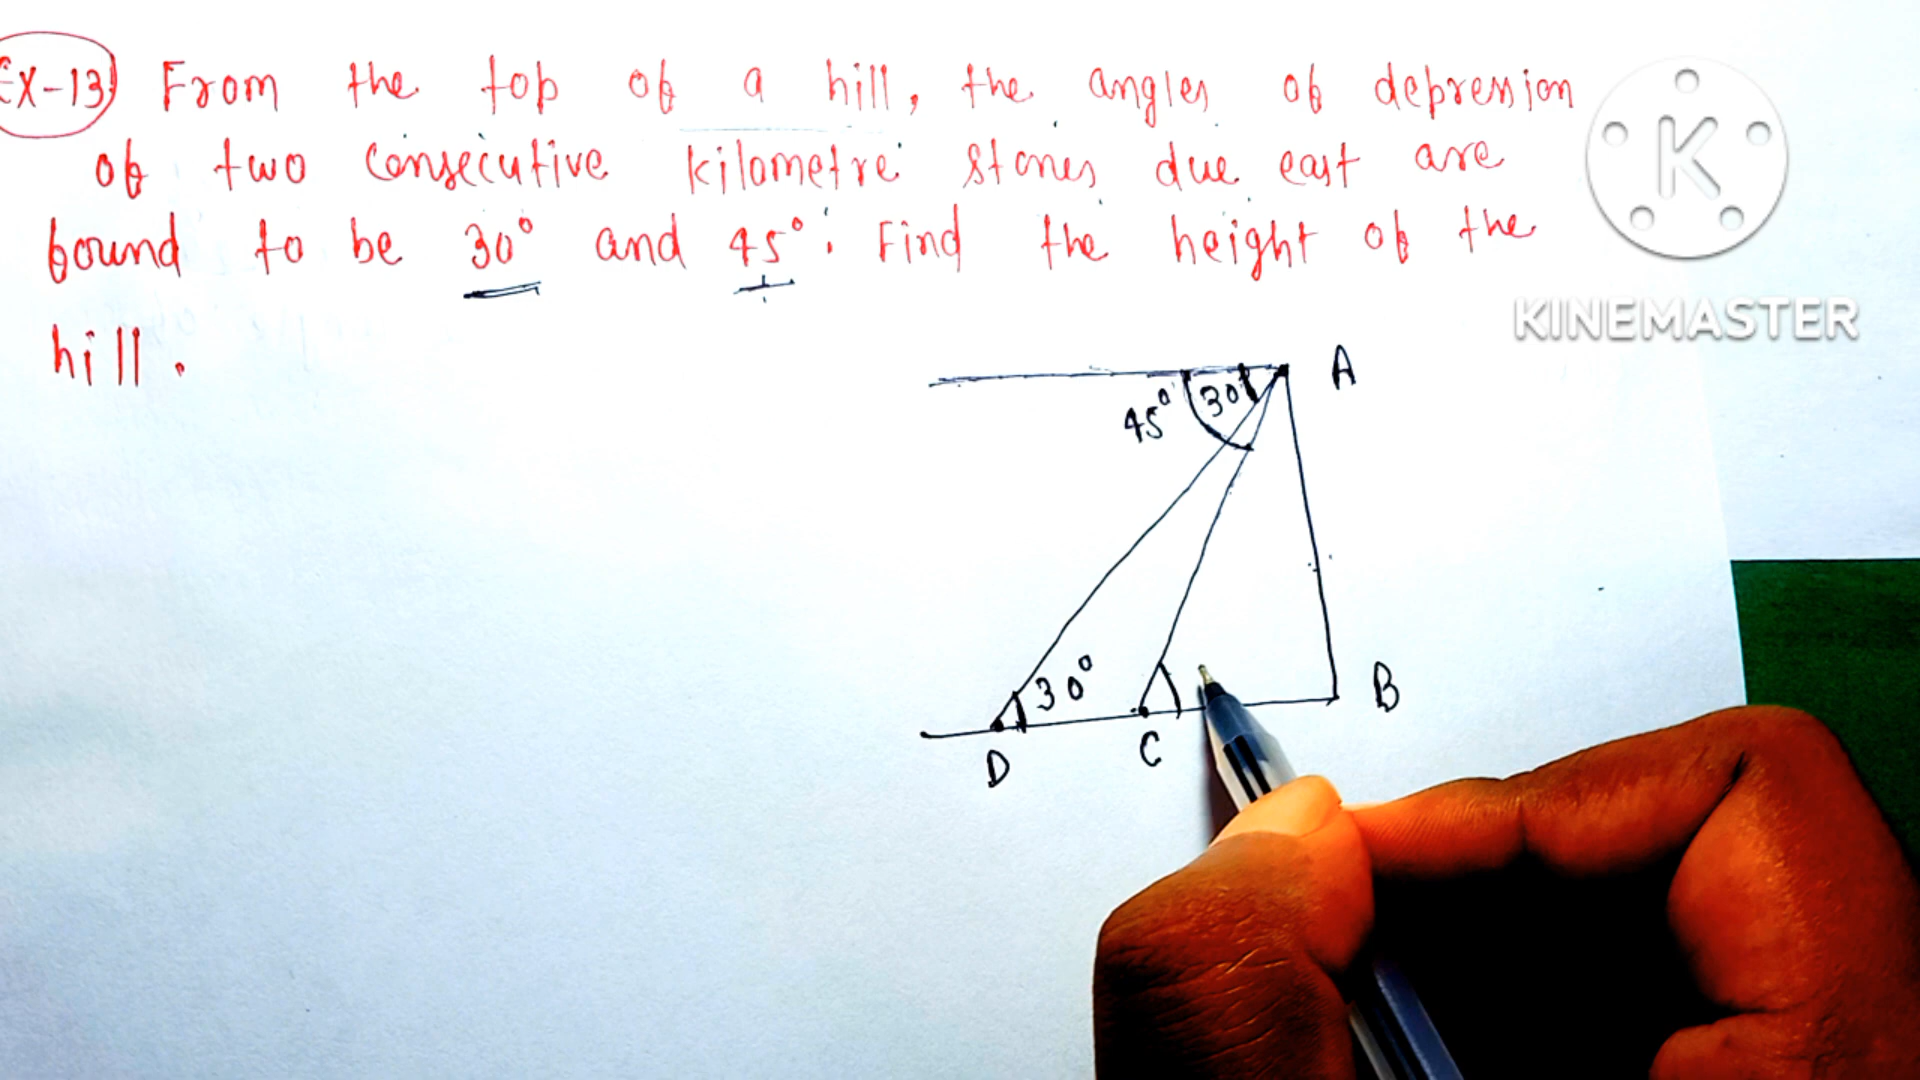 Ex-13) From the top of a hill, the angles of depression
of two consecutive kilometre stones due east are
found to be 30° and 45°. Find the height of the
hill.
K
KINEMASTER
A
45° 30
30°
B
D
C